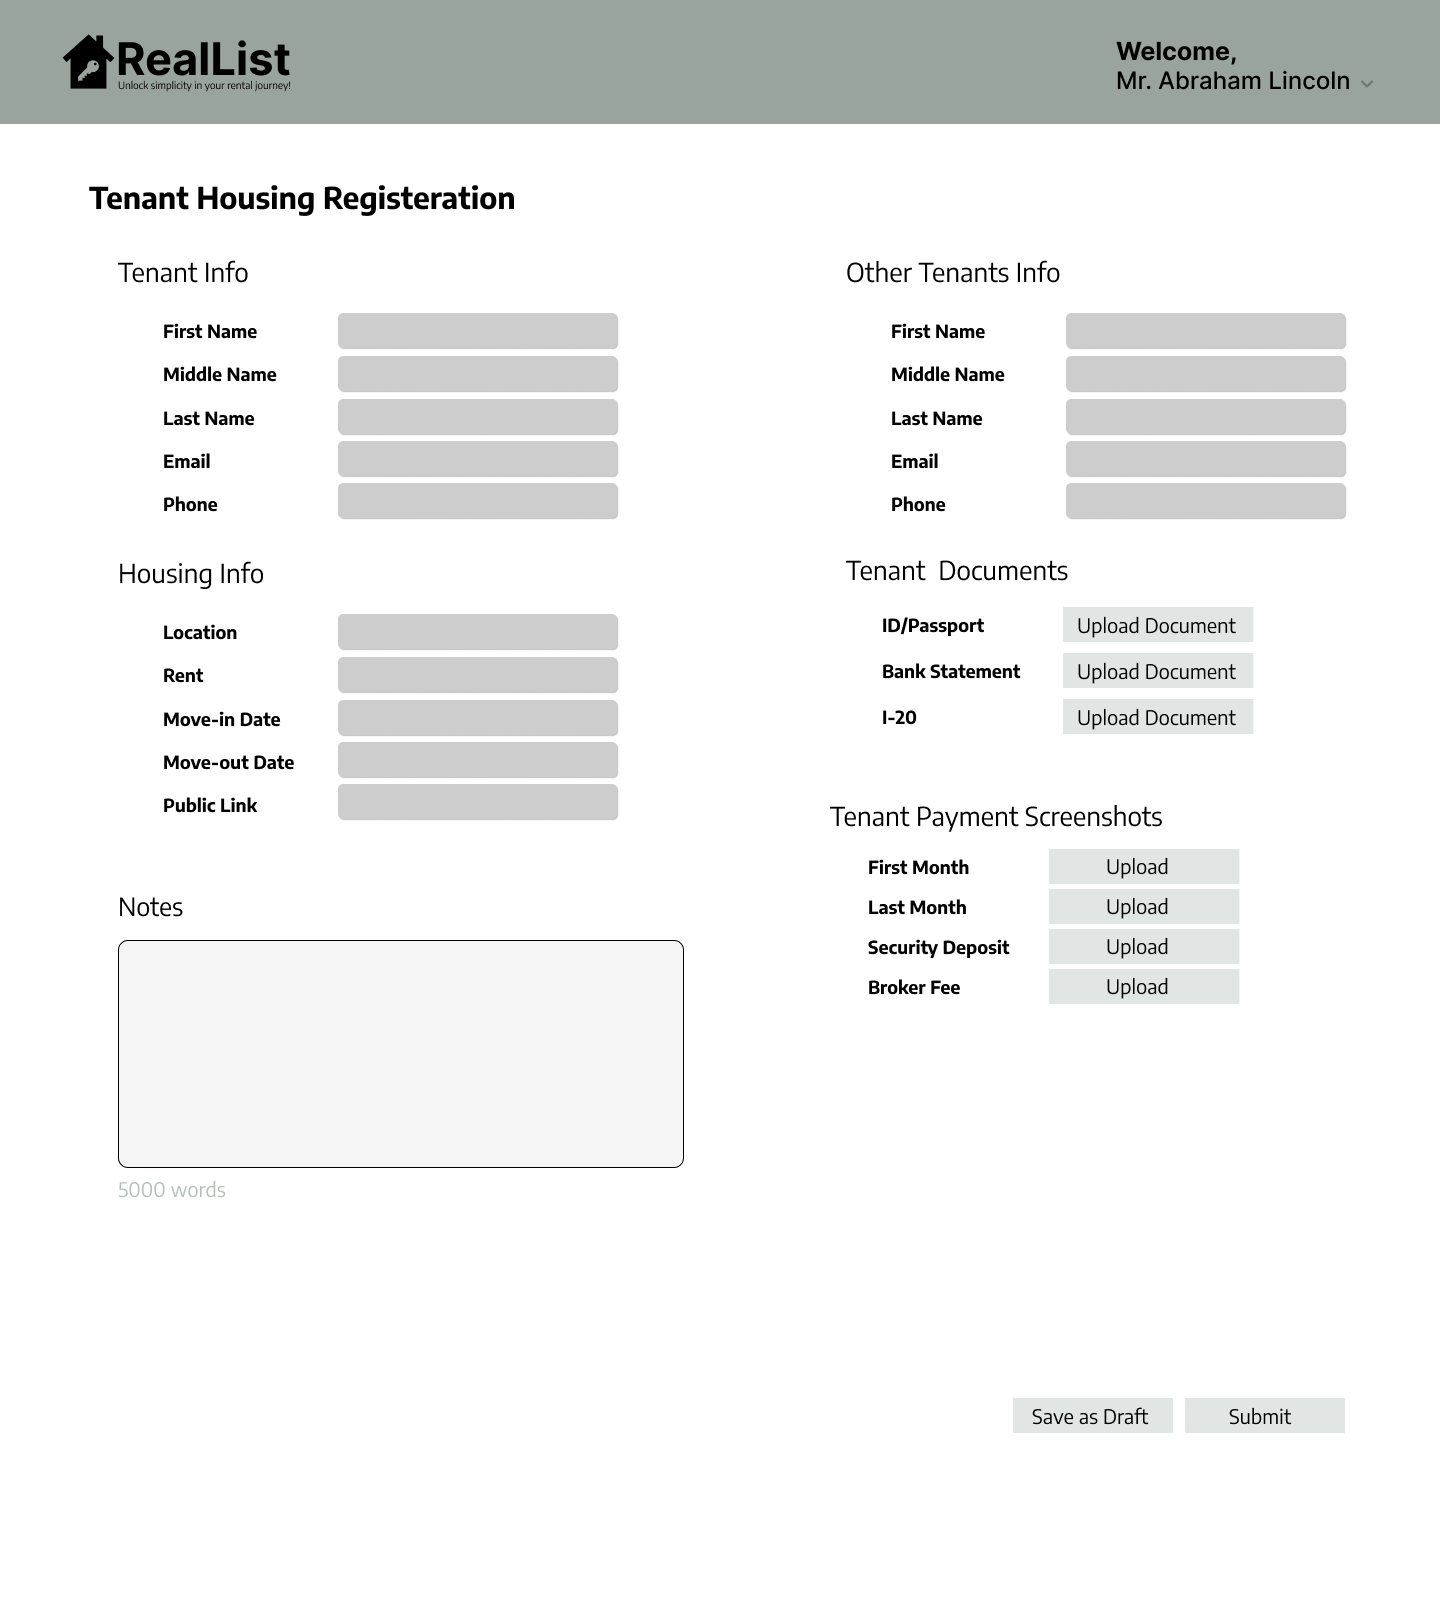 RealList
Unlock simplicity in your rental journey!
Welcome,
Mr. Abraham Lincoln
Tenant Housing Registeration
Tenant Info
First Name
Middle Name
Last Name
Email
Phone
Housing Info
Location
Rent
Move-in Date
Move-out Date
Public Link
Notes
5000 words
Other Tenants Info
First Name
Middle Name
Last Name
Email
Phone
Tenant  Documents
ID/Passport Upload Document
Bank Statement Upload Document
I-20 Upload Document
Tenant Payment Screenshots
First Month Upload
Last Month Upload
Security Deposit Upload
Broker Fee Upload
Save as Draft Submit